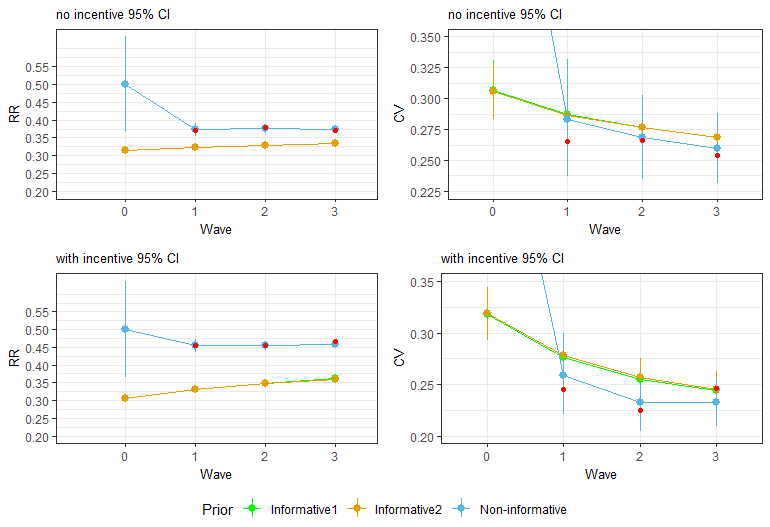 no incentive 95% CI
no incentive 95% CI
RR
0.55
0.50
0.45
0.40
0.35
0.30
0.25
0.20
0 1 2 3
Wave
CV
0.350
0.325
0.300
0.275
0.250
0.225
0 1 2 3
Wave
with incentive 95% CI
with incentive 95% CI
RR
0.55
0.50
0.45
0.40
0.35
0.30
0.25
0.20
0 1 2 3
Wave
CV
0.35
0.30
0.25
0.20
0 1 2 3
Wave
Prior Informative1 Informative2 Non-informative